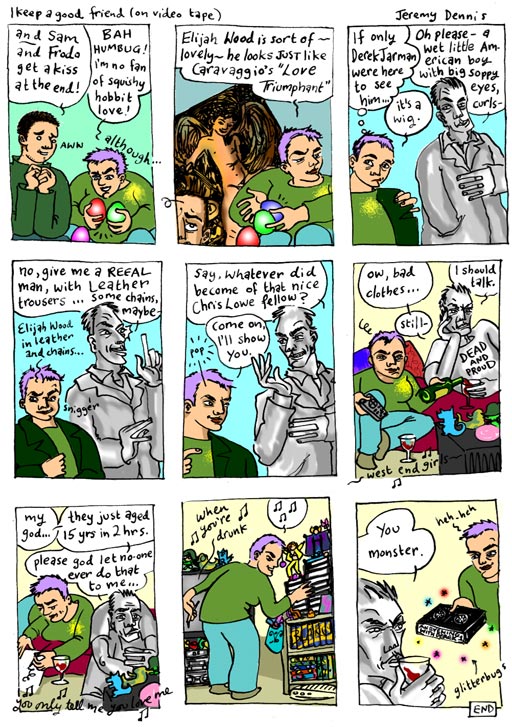 I keep a good friend (on video tape)
Jeremy Dennis
and Sam
and Frodo
get a kiss
at the end!
BAH
HUMBUG!
i'm no fan
of squishy
hobbit
love!
AWW
although...
Elijah Wood is sort of ~
lovely~ he looks JUST like
Caravaggio's "Love
Triumphant"
If only
Derek Jarman
were here
to see
him...
Oh please - a
wet little Am-
erican boy
with big soppy
eyes,
curls-
it's a
wig.
no, give me a REEAL
man, with Leather
trousers ... some chains,
maybe-
Elijah Wood
in leather
and chains...
snigger
say, whatever did
become of that nice
Chris Lowe fellow?
come on,
I'll show
you.
pop
ow, bad
clothes...
I should
talk.
still-
DEAD
AND
PROUD
west end girls
my
god...
they just aged
15 yrs in 2 hrs.
please god let no-one
ever do that
to me...
you only tell me you love me
when
you're
drunk
You
monster.
heh-heh
glitterbug
END